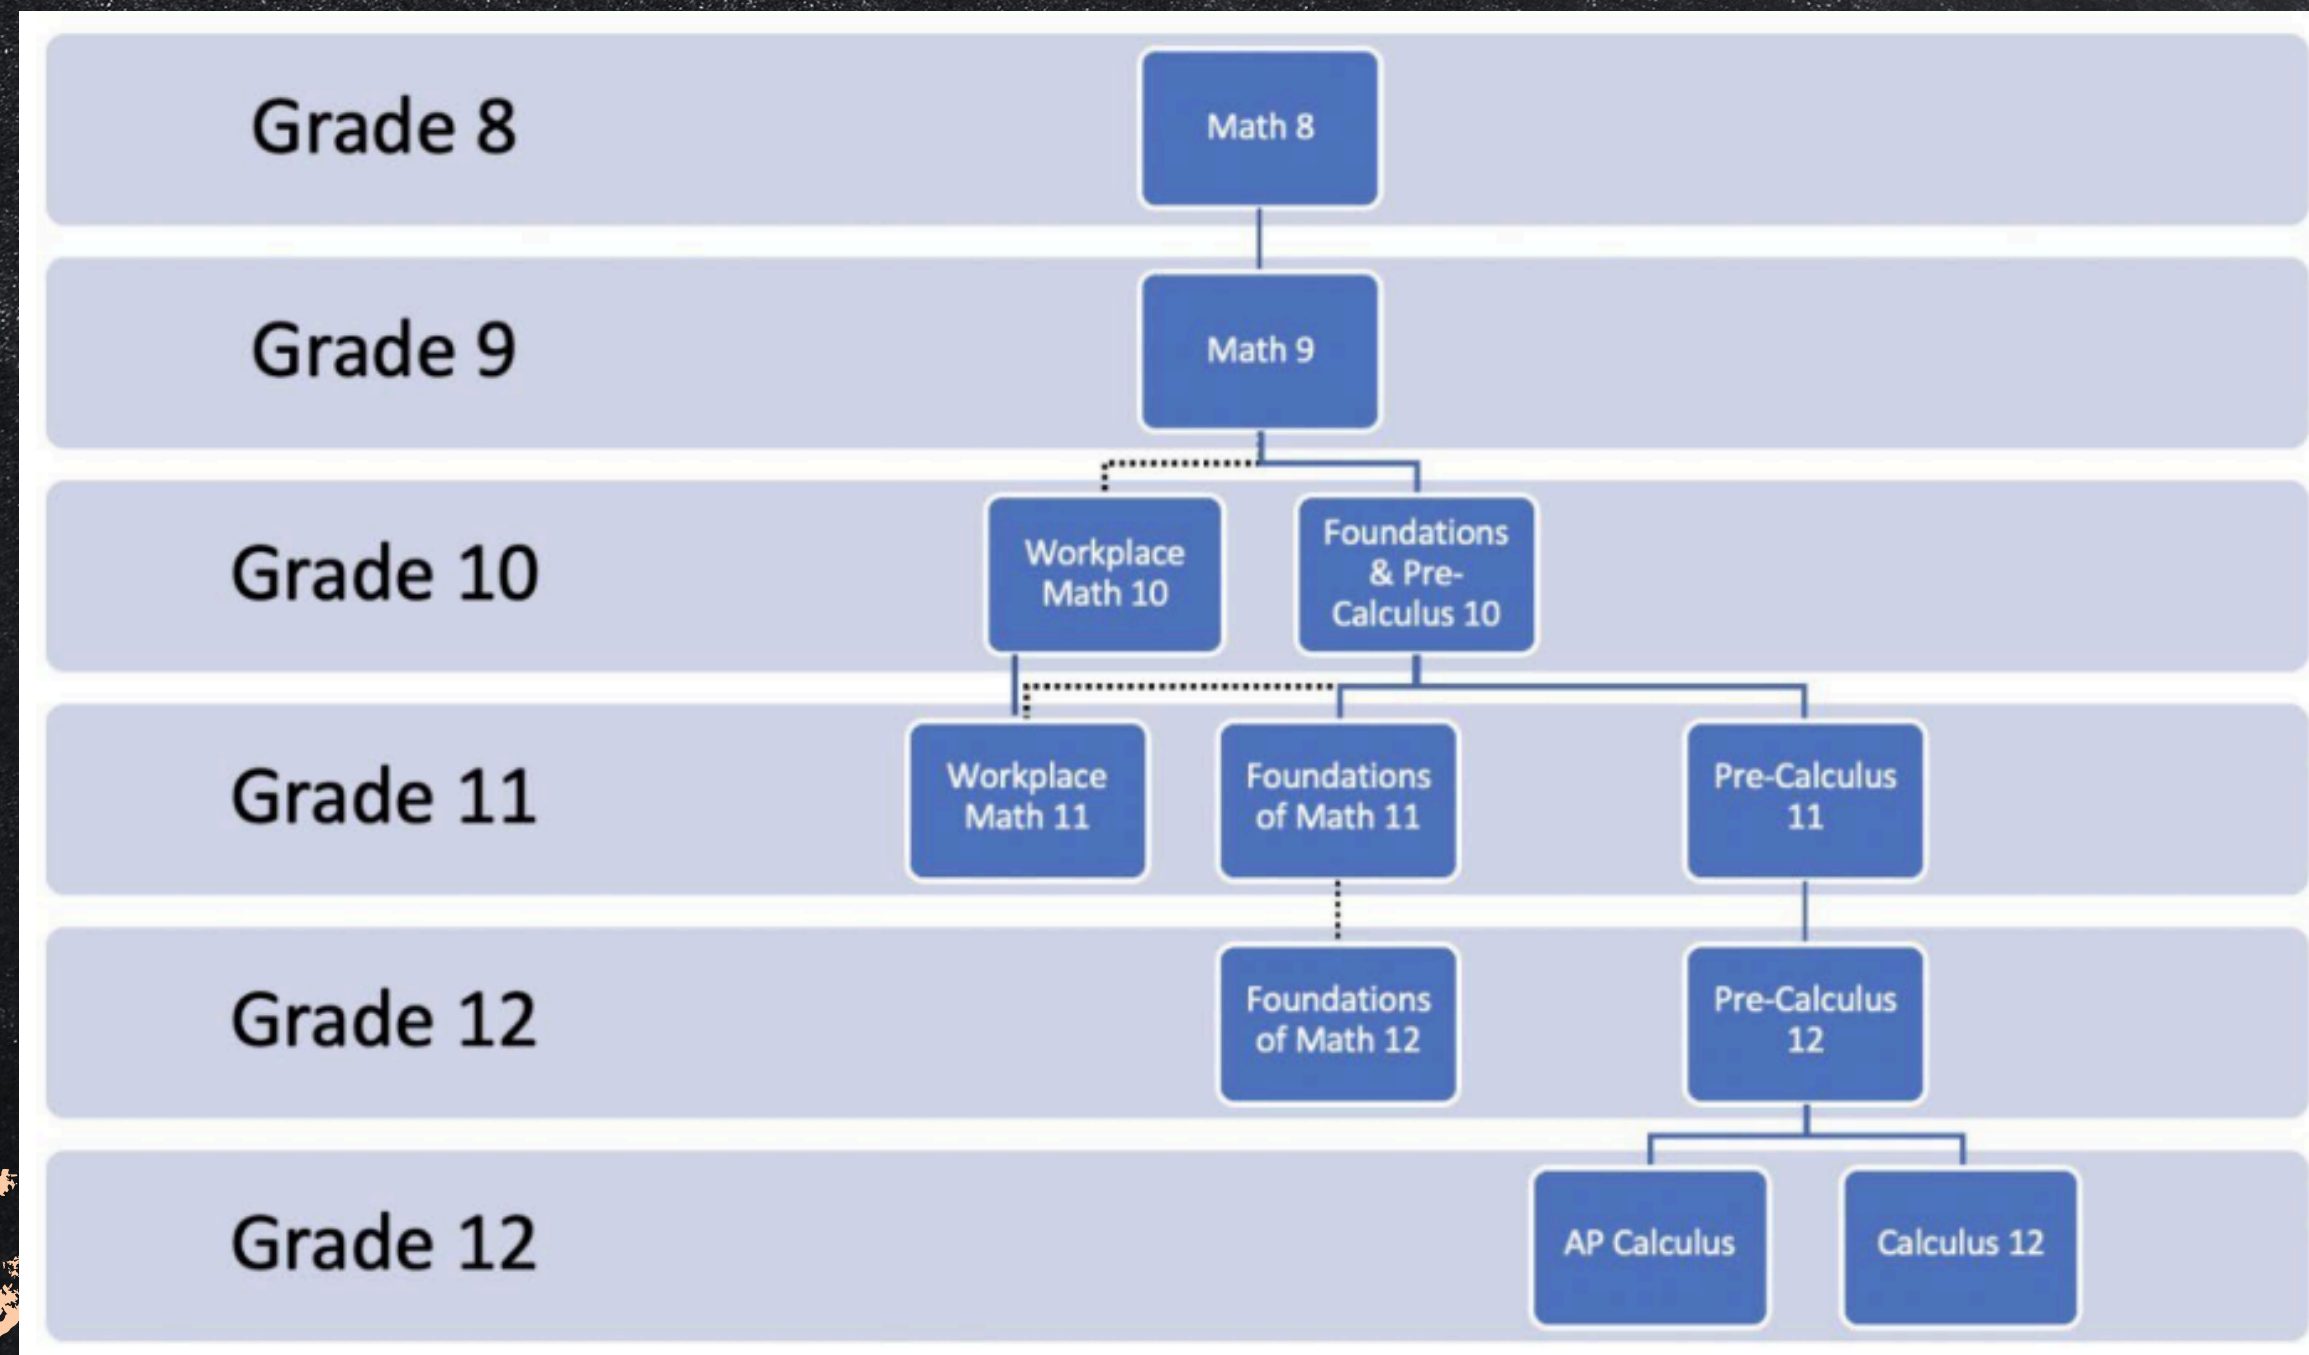 Grade 8
Math 8
Grade 9
Math 9
Grade 10
Workplace
Math 10
Foundations
& Pre-
Calculus 10
Grade 11
Workplace
Math 11
Foundations
of Math 11
Pre-Calculus
11
Grade 12
Foundations
of Math 12
Pre-Calculus
12
Grade 12
AP Calculus
Calculus 12